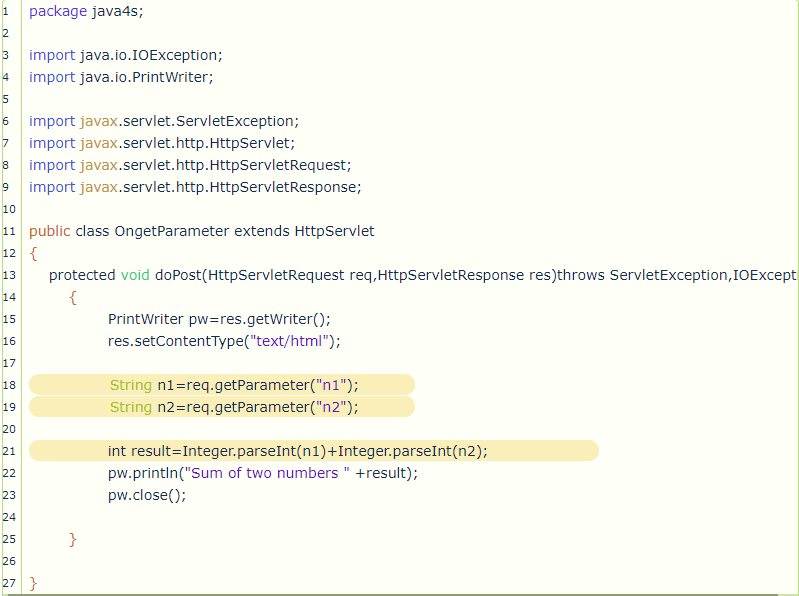 1 package java4s;
2
3 import java.io.IOException;
4 import java.io.PrintWriter;
5
6 import javax.servlet.ServletException;
7 import javax.servlet.http.HttpServlet;
8 import javax.servlet.http.HttpServletRequest;
9 import javax.servlet.http.HttpServletResponse;
10
11 public class OngetParameter extends HttpServlet
12 {
13 protected void doPost(HttpServletRequest req,HttpServletResponse res)throws ServletException,IOExcept
14 {
15 PrintWriter pw=res.getWriter();
16 res.setContentType("text/html");
17
18 String n1=req.getParameter("n1");
19 String n2=req.getParameter("n2");
20
21 int result=Integer.parseInt(n1)+Integer.parseInt(n2);
22 pw.println("Sum of two numbers " +result);
23 pw.close();
24
25 }
26
27 }